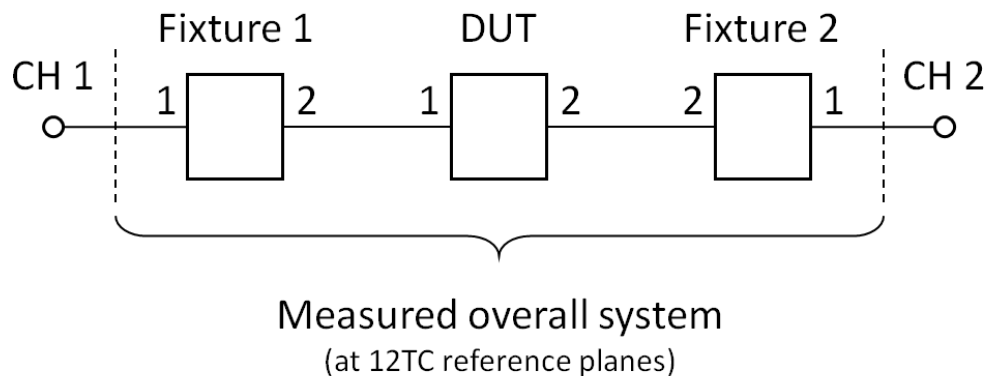 Fixture 1 DUT Fixture 2
CH 1 CH 2
1 2 1 2 2 1
Measured overall system
(at 12TC reference planes)